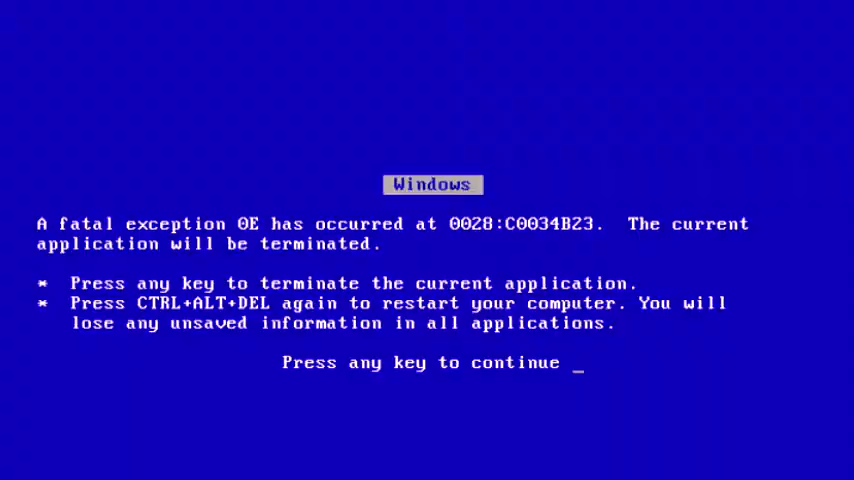 Windows
A fatal exception 0E has occurred at 0028:C0034B23. The current
application will be terminated.
* Press any key to terminate the current application.
* Press CTRL+ALT+DEL again to restart your computer. You will
lose any unsaved information in all applications.
Press any key to continue _